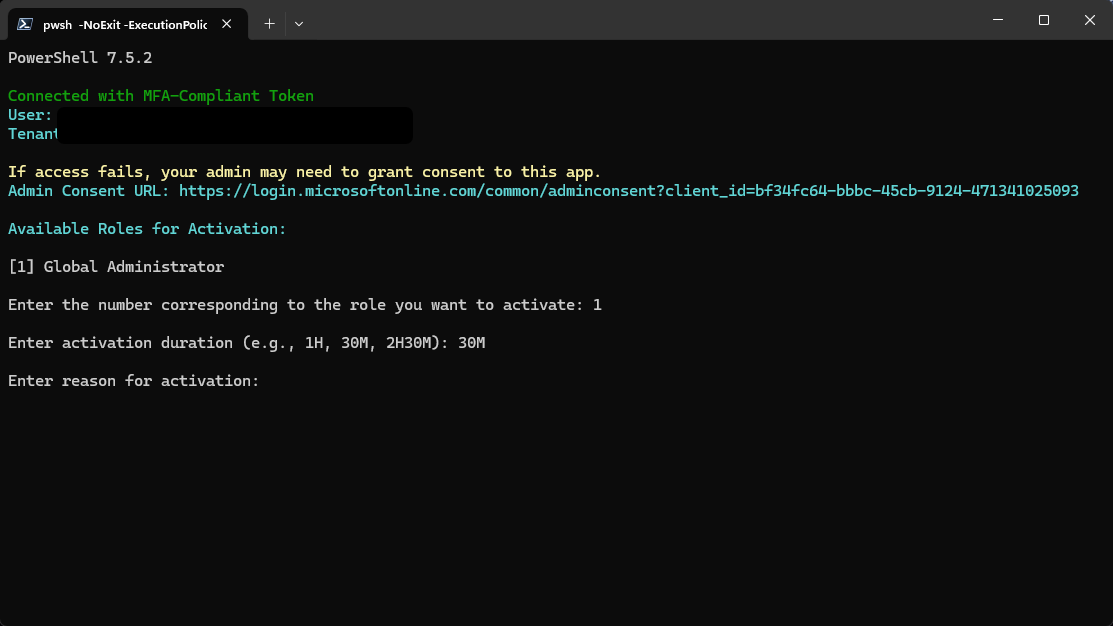 pwsh -NoExit -ExecutionPolic
PowerShell 7.5.2
Connected with MFA-Compliant Token
User:
Tenant
If access fails, your admin may need to grant consent to this app.
Admin Consent URL: https://login.microsoftonline.com/common/adminconsent?client_id=bf34fc64-bbbc-45cb-9124-471341025093
Available Roles for Activation:
[1] Global Administrator
Enter the number corresponding to the role you want to activate: 1
Enter activation duration (e.g., 1H, 30M, 2H30M): 30M
Enter reason for activation: